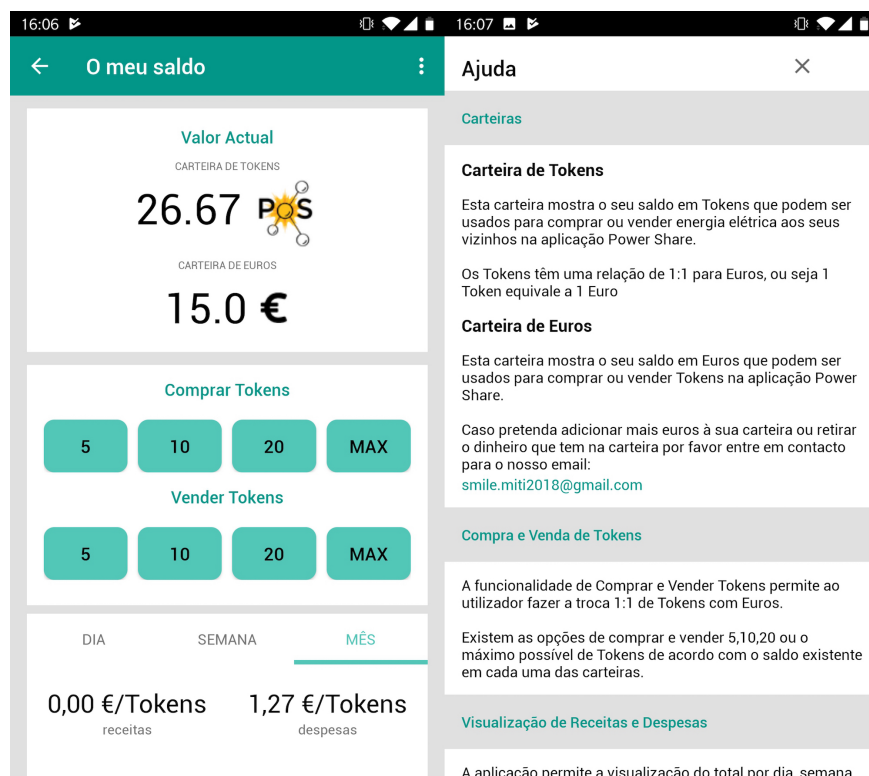 16:06
O meu saldo
Valor Actual
CARTEIRA DE TOKENS
26.67 POS
CARTEIRA DE EUROS
15.0 €
Comprar Tokens
5 10 20 MAX
Vender Tokens
5 10 20 MAX
DIA SEMANA MÊS
0,00 €/Tokens 1,27 €/Tokens
receitas despesas
16:07
Ajuda
Carteiras
Carteira de Tokens
Esta carteira mostra o seu saldo em Tokens que podem ser
usados para comprar ou vender energia elétrica aos seus
vizinhos na aplicação Power Share.
Os Tokens têm uma relação de 1:1 para Euros, ou seja 1
Token equivale a 1 Euro
Carteira de Euros
Esta carteira mostra o seu saldo em Euros que podem ser
usados para comprar ou vender Tokens na aplicação Power
Share.
Caso pretenda adicionar mais euros à sua carteira ou retirar
o dinheiro que tem na carteira por favor entre em contacto
para o nosso email:
smile.miti2018@gmail.com
Compra e Venda de Tokens
A funcionalidade de Comprar e Vender Tokens permite ao
utilizador fazer a troca 1:1 de Tokens com Euros.
Existem as opções de comprar e vender 5,10,20 ou o
máximo possível de Tokens de acordo com o saldo existente
em cada uma das carteiras.
Visualização de Receitas e Despesas
A aplicação permite a visualização do total por dia, semana